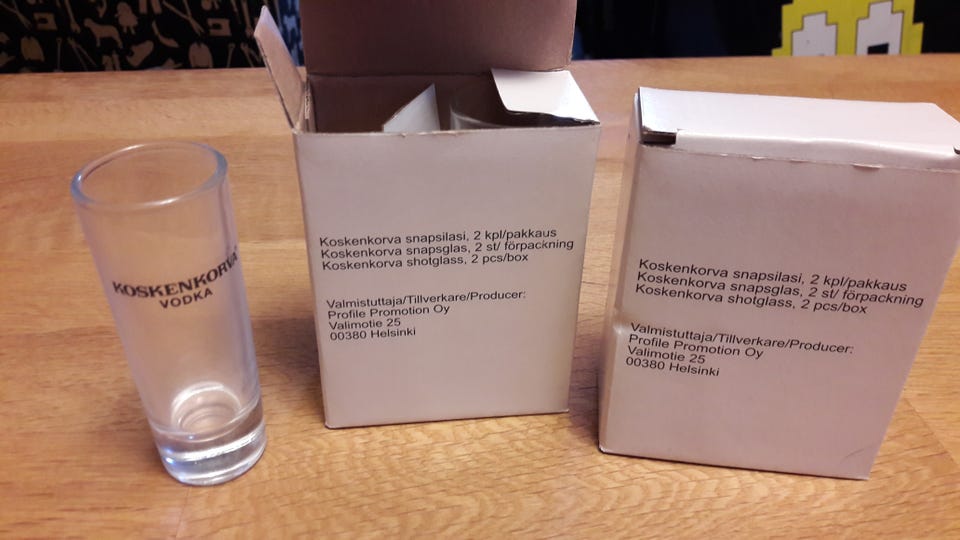 KOSKENKORVA
VODKA
Koskenkorva snapsilasi, 2 kpl/pakkaus
Koskenkorva snapsglas, 2 st/ förpackning
Koskenkorva shotglass, 2 pcs/box
Valmistuttaja/Tillverkare/Producer:
Profile Promotion Oy
Valimotie 25
00380 Helsinki
Koskenkorva snapsilasi, 2 kpl/pakkaus
Koskenkorva snapsglas, 2 st/ förpackning
Koskenkorva shotglass, 2 pcs/box
Valmistuttaja/Tillverkare/Producer:
Profile Promotion Oy
Valimotie 25
00380 Helsinki